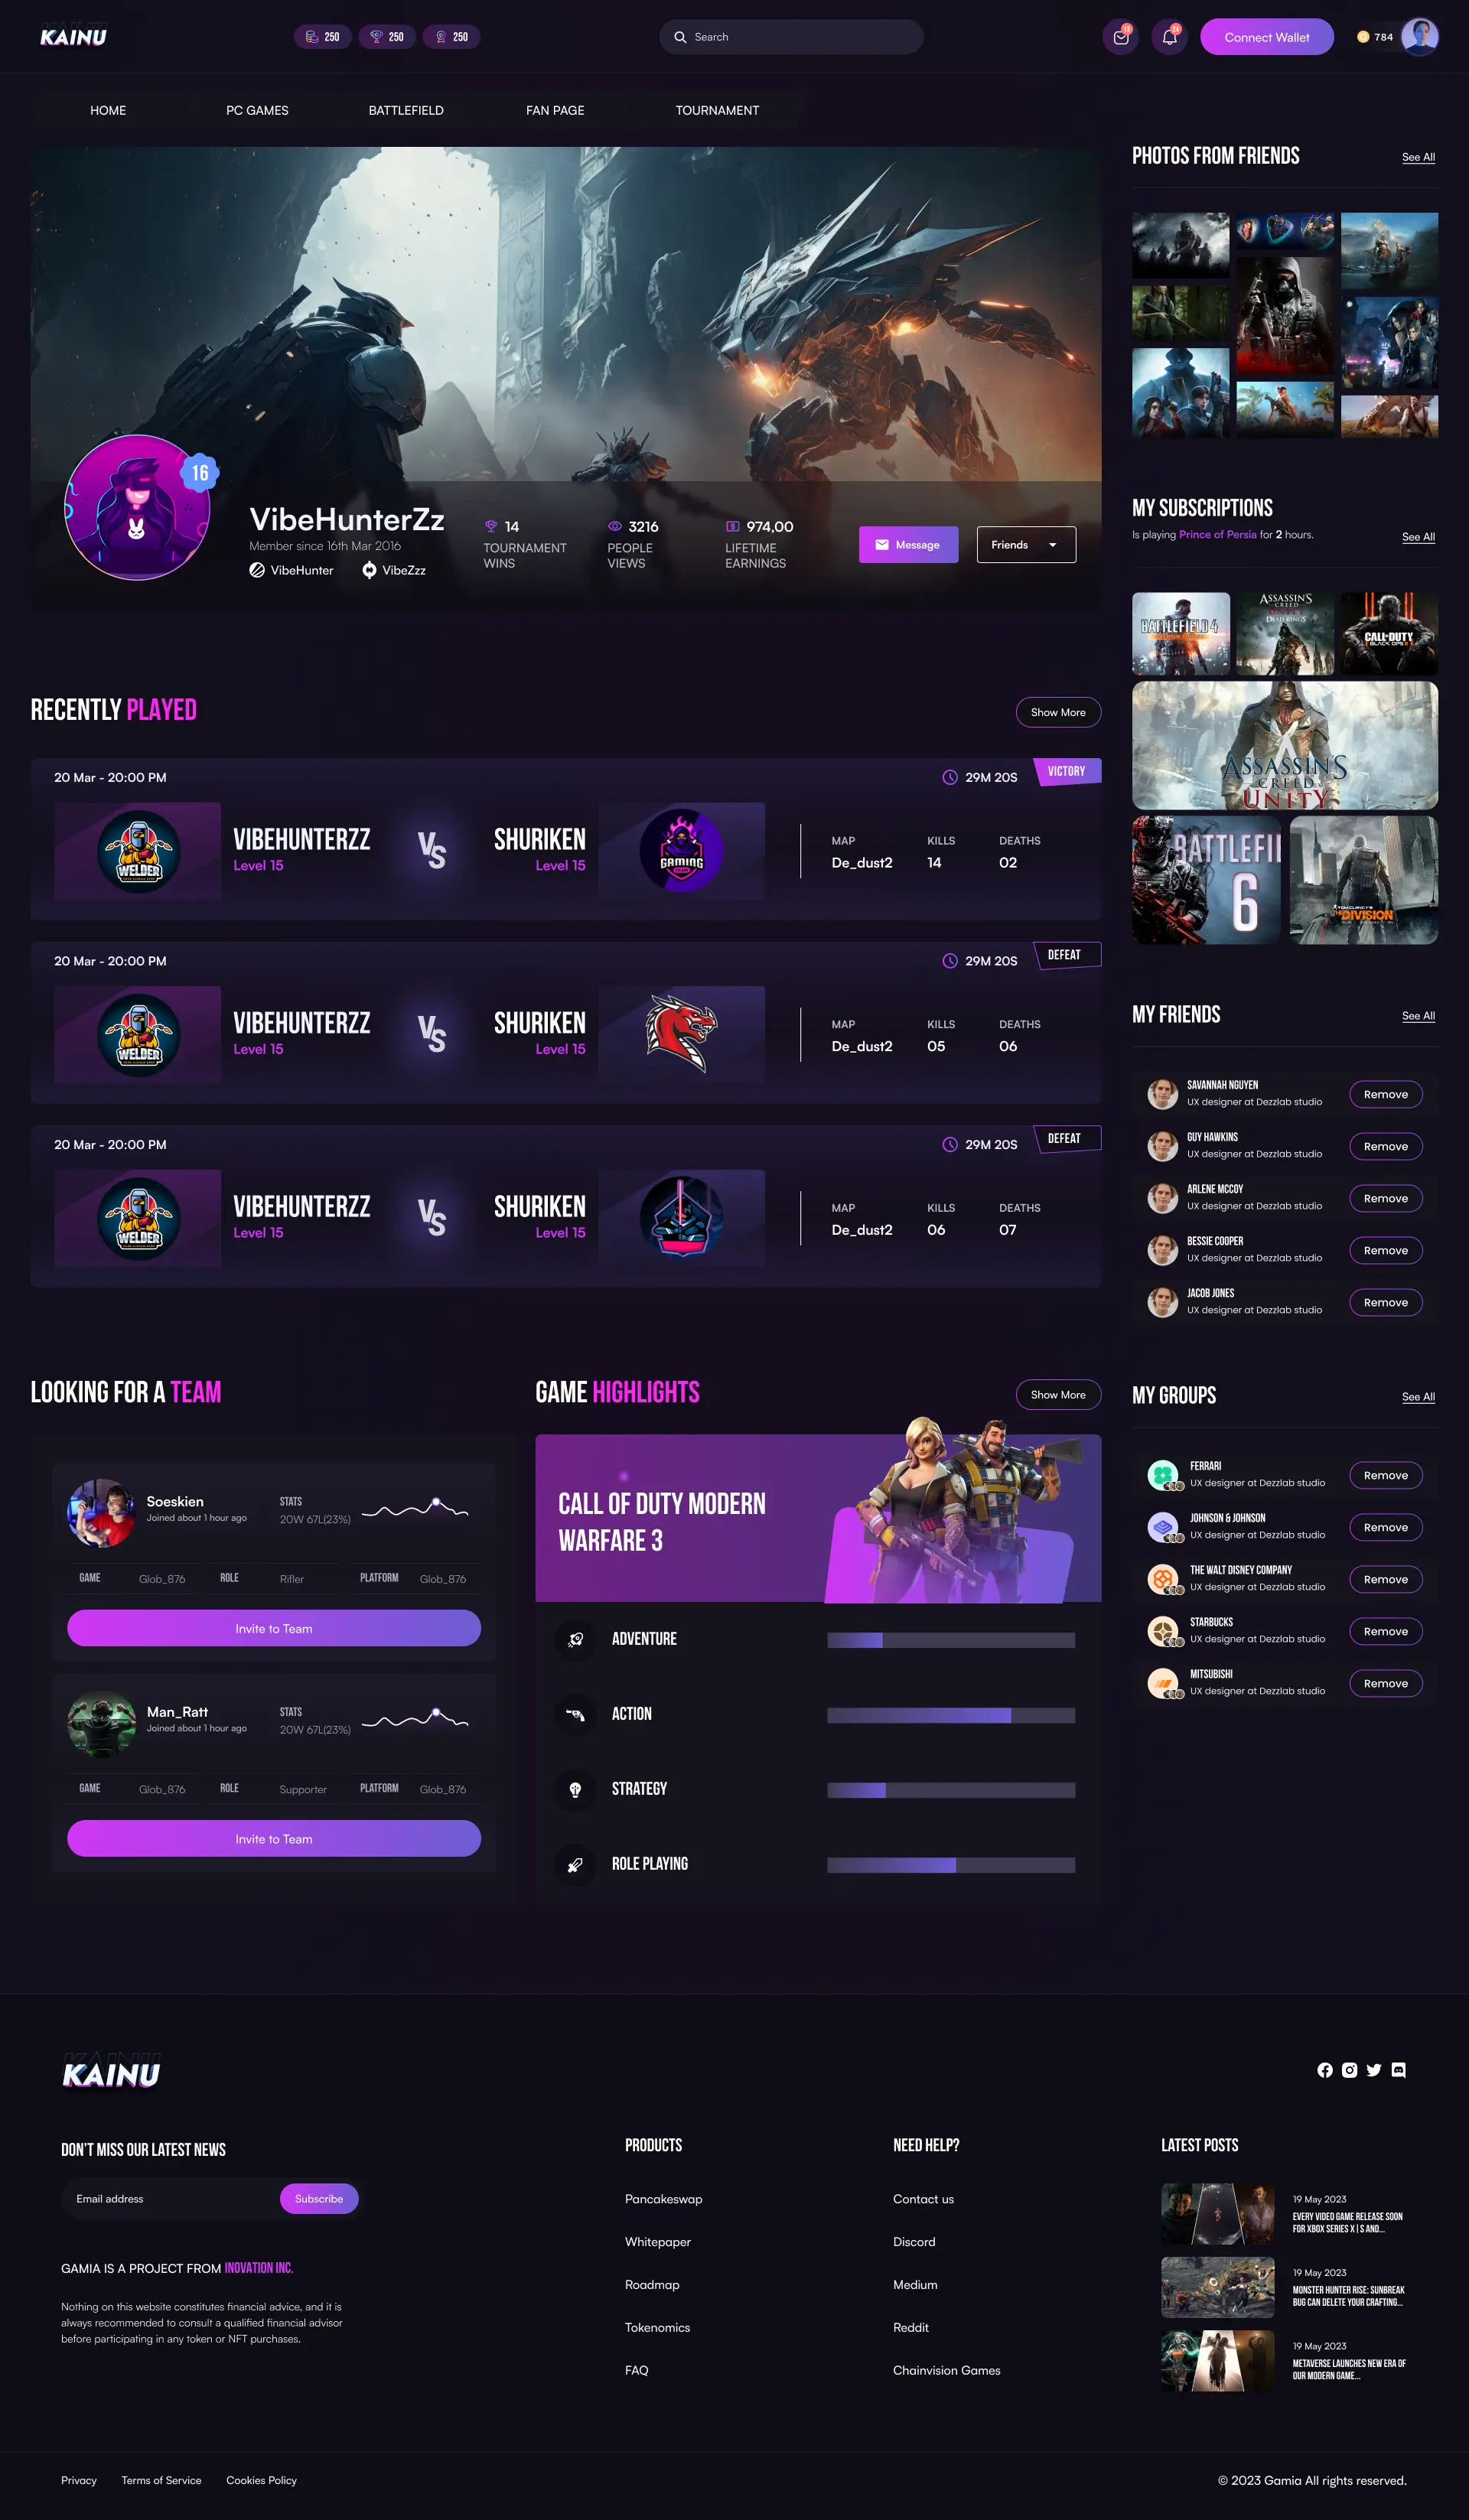 KAINU
250
250
250
Search
Connect Wallet
784
HOME
PC GAMES
BATTLEFIELD
FAN PAGE
TOURNAMENT
16
VibeHunterZz
Member since 16th Mar 2016
VibeHunter
VibeZzz
14
TOURNAMENT
WINS
3216
PEOPLE
VIEWS
974,00
LIFETIME
EARNINGS
Message
Friends
RECENTLY PLAYED
Show More
20 Mar - 20:00 PM
29M 20S
VICTORY
WELDER
VIBEHUNTERZZ
Level 15
VS
SHURIKEN
Level 15
GAMING
TEAM
MAP
De_dust2
KILLS
14
DEATHS
02
20 Mar - 20:00 PM
29M 20S
DEFEAT
WELDER
VIBEHUNTERZZ
Level 15
VS
SHURIKEN
Level 15
MAP
De_dust2
KILLS
05
DEATHS
06
20 Mar - 20:00 PM
29M 20S
DEFEAT
WELDER
VIBEHUNTERZZ
Level 15
VS
SHURIKEN
Level 15
MAP
De_dust2
KILLS
06
DEATHS
07
LOOKING FOR A TEAM
Soeskien
Joined about 1 hour ago
STATS
20W 67L(23%)
GAME
Glob_876
ROLE
Rifler
PLATFORM
Glob_876
Invite to Team
Man_Ratt
Joined about 1 hour ago
STATS
20W 67L(23%)
GAME
Glob_876
ROLE
Supporter
PLATFORM
Glob_876
Invite to Team
GAME HIGHLIGHTS
Show More
CALL OF DUTY MODERN
WARFARE 3
ADVENTURE
ACTION
STRATEGY
ROLE PLAYING
PHOTOS FROM FRIENDS
See All
MY SUBSCRIPTIONS
Is playing Prince of Persia for 2 hours.
See All
BATTLEFIELD 4
ASSASSIN'S
CREED
UNITY
DEAD KINGS
CALL OF DUTY
BLACK OPS
ASSASSIN'S
CREED
UNITY
BATTLEFI
6
TOM CLANCY'S
THE DIVISION
MY FRIENDS
See All
SAVANNAH NGUYEN
UX designer at Dezzlab studio
Remove
GUY HAWKINS
UX designer at Dezzlab studio
Remove
ARLENE MCCOY
UX designer at Dezzlab studio
Remove
BESSIE COOPER
UX designer at Dezzlab studio
Remove
JACOB JONES
UX designer at Dezzlab studio
Remove
MY GROUPS
See All
FERRARI
UX designer at Dezzlab studio
Remove
JOHNSON & JOHNSON
UX designer at Dezzlab studio
Remove
THE WALT DISNEY COMPANY
UX designer at Dezzlab studio
Remove
STARBUCKS
UX designer at Dezzlab studio
Remove
MITSUBISHI
UX designer at Dezzlab studio
Remove
KAINU
DON'T MISS OUR LATEST NEWS
Email address
Subscribe
GAMIA IS A PROJECT FROM INOVATION INC.
Nothing on this website constitutes financial advice, and it is
always recommended to consult a qualified financial advisor
before participating in any token or NFT purchases.
PRODUCTS
Pancakeswap
Whitepaper
Roadmap
Tokenomics
FAQ
NEED HELP?
Contact us
Discord
Medium
Reddit
Chainvision Games
LATEST POSTS
19 May 2023
EVERY VIDEO GAME RELEASE SOON
FOR XBOX SERIES X | S AND...
19 May 2023
MONSTER HUNTER RISE: SUNBREAK
BUG CAN DELETE YOUR CRAFTING...
19 May 2023
METAVERSE LAUNCHES NEW ERA OF
OUR MODERN GAME...
Privacy
Terms of Service
Cookies Policy
© 2023 Gamia All rights reserved.